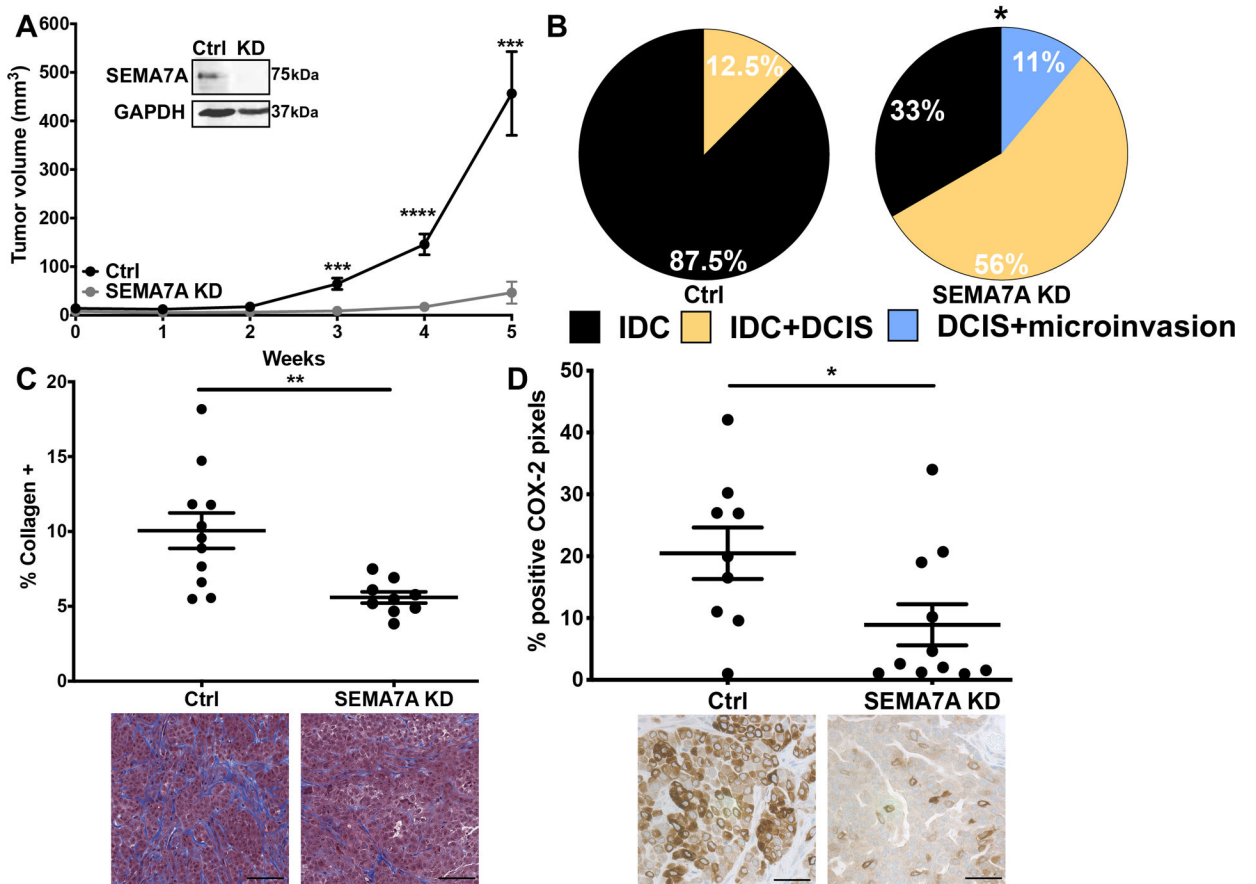 A
600
500
400
300
200
100
0
Tumor volume (mm³)
Ctrl KD
SEMA7A 75kDa
GAPDH 37kDa
***
****
***
Ctrl
SEMA7A KD
0 1 2 3 4 5
Weeks
B
*
12.5%
87.5%
Ctrl
11%
33%
56%
SEMA7A KD
IDC IDC+DCIS DCIS+microinvasion
C
20
15
10
5
0
% Collagen +
**
Ctrl SEMA7A KD
D
50
40
30
20
10
0
% positive COX-2 pixels
*
Ctrl SEMA7A KD